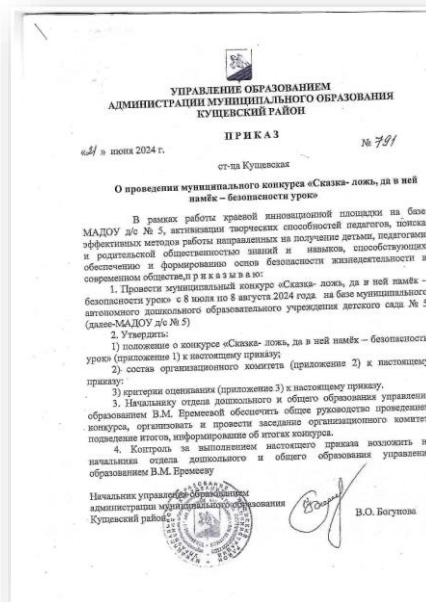 УПРАВЛЕНИЕ ОБРАЗОВАНИЕМ
АДМИНИСТРАЦИИ МУНИЦИПАЛЬНОГО ОБРАЗОВАНИЯ
КУЩЕВСКИЙ РАЙОН
П Р И К А З
«21» июня 2024 г.
№ 791
ст-ца Кущевская
О проведении муниципального конкурса «Сказка- ложь, да в ней
намёк – безопасности урок»
В рамках работы краевой инновационной площадки на базе
МАДОУ д/с № 5, активизации творческих способностей педагогов, поиска
эффективных методов работы направленных на получение детьми, педагогами
и родительской общественностью знаний и навыков, способствующих
обеспечению и формированию основ безопасности жизнедеятельности в
современном обществе,п р и к а з ы в а ю:
1. Провести муниципальный конкурс «Сказка- ложь, да в ней намёк –
безопасности урок» с 8 июля по 8 августа 2024 года на базе муниципального
автономного дошкольного образовательного учреждения детского сада № 5
(далее-МАДОУ д/с № 5)
2. Утвердить:
1) положение о конкурсе «Сказка- ложь, да в ней намёк – безопасности
урок» (приложение 1) к настоящему приказу;
2) состав организационного комитета (приложение 2) к настоящему
приказу:
3) критерии оценивания (приложение 3) к настоящему приказу.
3. Начальнику отдела дошкольного и общего образования управлени
образованием В.М. Еремеевой обеспечить общее руководство проведение
конкурса, организовать и провести заседание организационного комитет
подведение итогов, информирование об итогах конкурса.
4. Контроль за выполнением настоящего приказа возложить н
начальника отдела дошкольного и общего образования управлени
образованием В.М. Еремееву
Начальник управления образованием
администрации муниципального образования
Кущевский район
В.О. Богунова